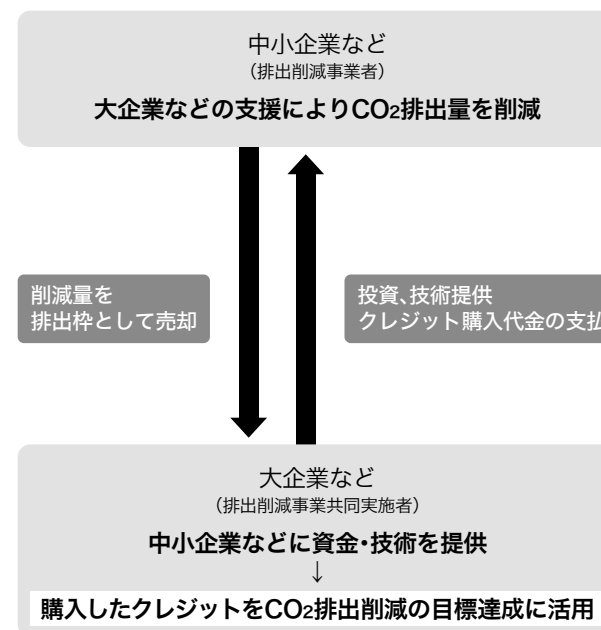 中小企業など
（排出削減事業者）
大企業などの支援によりCO2排出量を削減
削減量を
排出枠として売却
投資、技術提供
クレジット購入代金の支払
大企業など
（排出削減事業共同実施者）
中小企業などに資金・技術を提供
↓
購入したクレジットをCO2排出削減の目標達成に活用